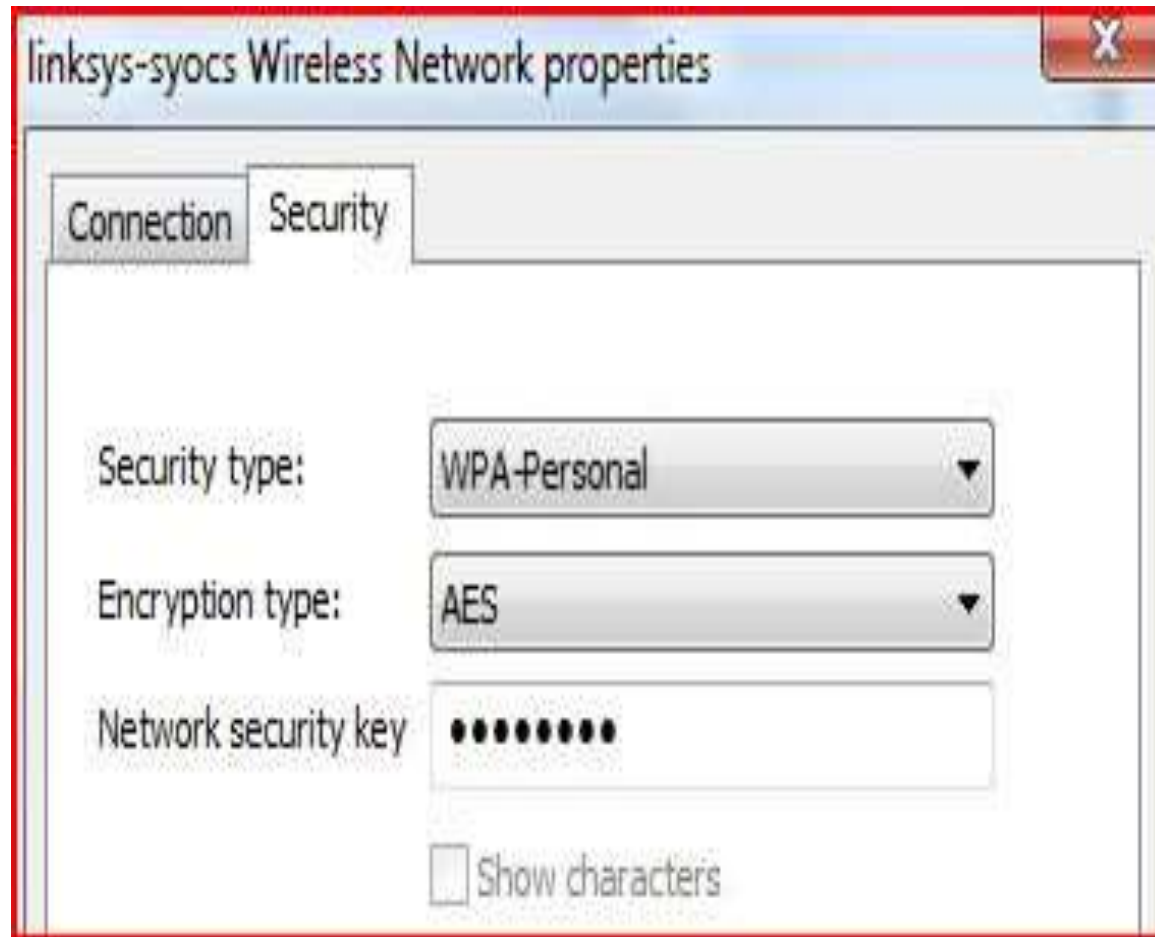 linksys-syocs Wireless Network properties
X
Connection Security
Security type: WPA-Personal
Encryption type: AES
Network security key ••••••••
Show characters